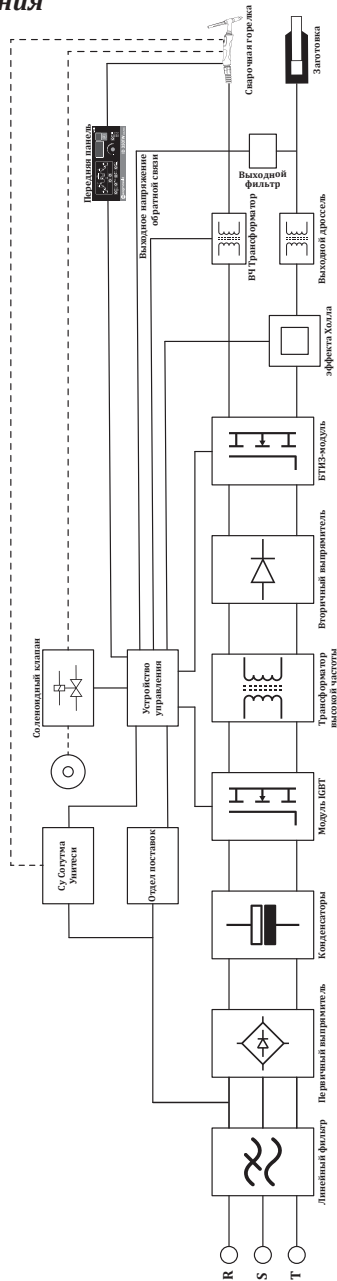 ния
Сварочная горелка
Заготовка
Передняя панель
Выходное напряжение
обратной связи
Выходной
фильтр
ВЧ Трансформатор
Выходной дроссель
эффекта Холла
БТИЗ-модуль
Соленоидный клапан
Устройство
управления
Вторичный выпрямитель
Трансформатор
высокой частоты
Су Согутма
Унитеси
Отдел поставок
Модуль IGBT
Конденсаторы
Первичный выпрямитель
Линейный фильтр
R
S
T